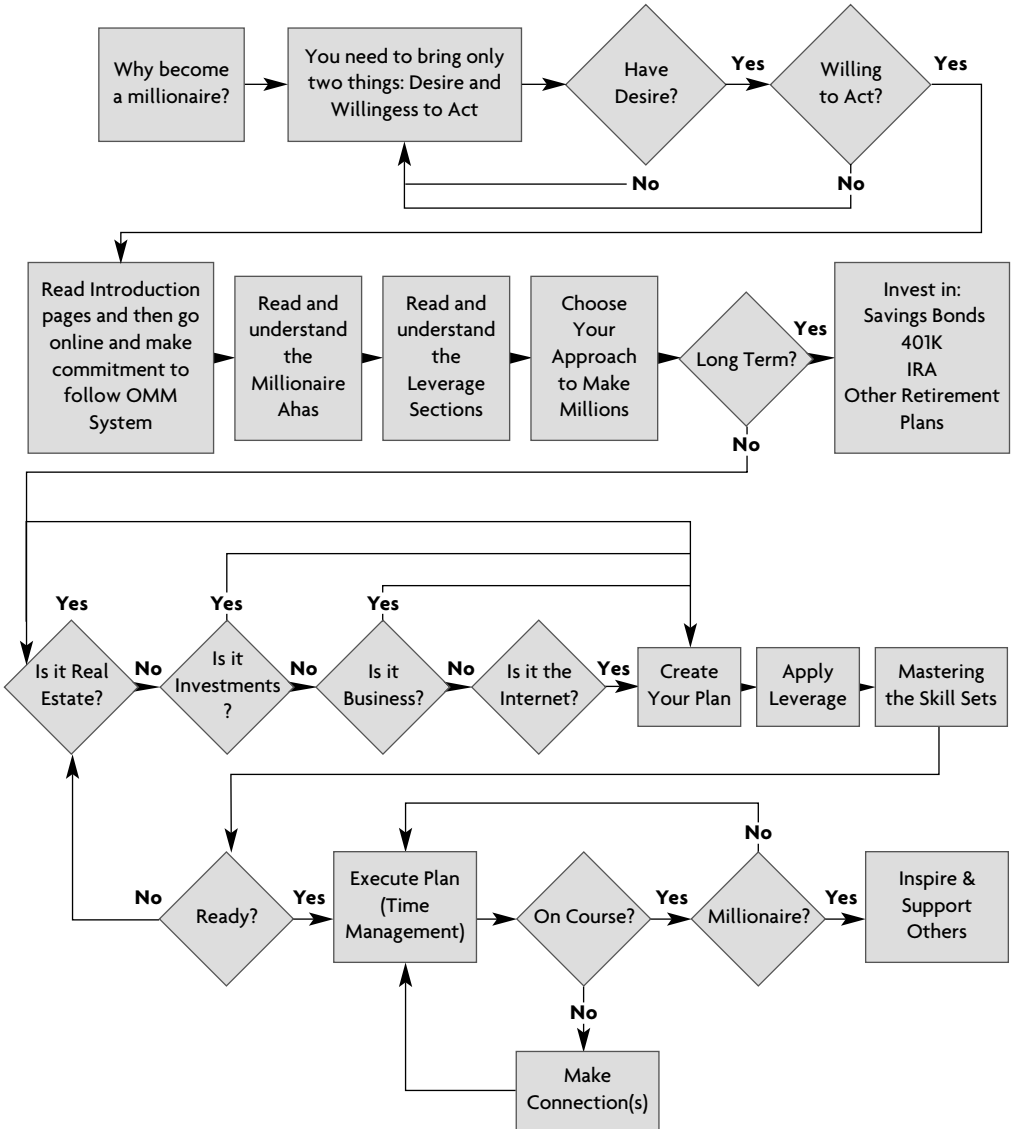 Why become
a millionaire?
You need to bring only
two things: Desire and
Willingess to Act
Have
Desire?
Yes
Willing
to Act?
Yes
No
No
Read Introduction
pages and then go
online and make
commitment to
follow OMM
System
Read and
understand
the
Millionaire
Ahas
Read and
understand
the
Leverage
Sections
Choose
Your
Approach
to Make
Millions
Long Term?
Yes
No
Invest in:
Savings Bonds
401K
IRA
Other Retirement
Plans
Yes
Is it Real
Estate?
No
Yes
Is it
Investments
?
No
Yes
Is it
Business?
No
Is it the
Internet?
Yes
Create
Your Plan
Apply
Leverage
Mastering
the Skill Sets
No
Ready?
Yes
Execute Plan
(Time
Management)
On Course?
Yes
No
Millionaire?
No
Yes
Inspire &
Support
Others
Make
Connection(s)